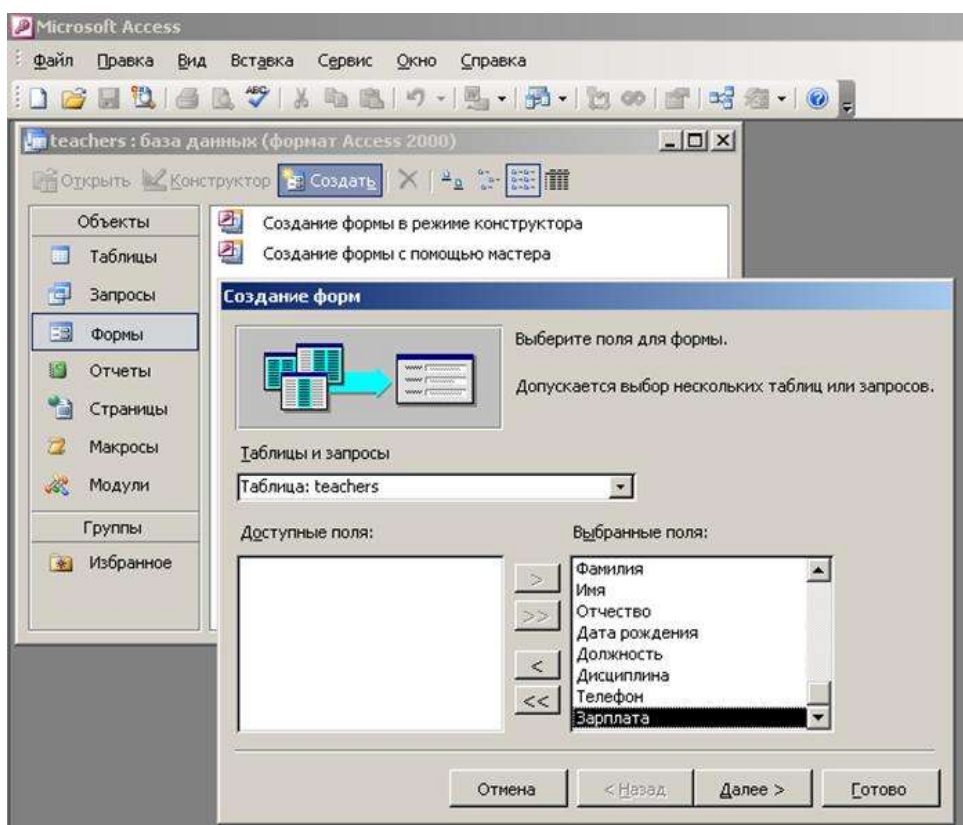 Microsoft Access
Файл Правка Вид Вставка Сервис Окно Справка
teachers : база данных (формат Access 2000)
Открыть Конструктор Создать
Объекты
Таблицы
Запросы
Формы
Отчеты
Страницы
Макросы
Модули
Группы
Избранное
Создание формы в режиме конструктора
Создание формы с помощью мастера
Создание форм
Выберите поля для формы.
Допускается выбор нескольких таблиц или запросов.
Таблицы и запросы
Таблица: teachers
Доступные поля:
Выбранные поля:
>
>>
<
<<
Фамилия
Имя
Отчество
Дата рождения
Должность
Дисциплина
Телефон
Зарплата
Отмена < Назад Далее > Готово